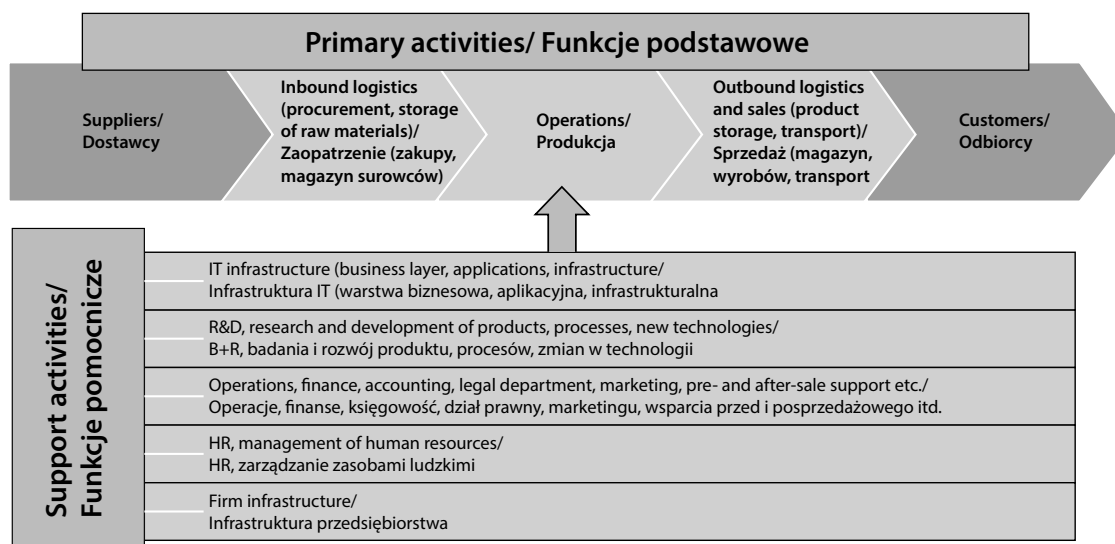 Primary activities/ Funkcje podstawowe
Suppliers/
Dostawcy
Inbound logistics
(procurement, storage
of raw materials)/
Zaopatrzenie (zakupy,
magazyn surowców)
Operations/
Produkcja
Outbound logistics
and sales (product
storage, transport)/
Sprzedaż (magazyn,
wyrobów, transport
Customers/
Odbiorcy
Support activities/
Funkcje pomocnicze
IT infrastructure (business layer, applications, infrastructure/
Infrastruktura IT (warstwa biznesowa, aplikacyjna, infrastrukturalna
R&D, research and development of products, processes, new technologies/
B+R, badania i rozwój produktu, procesów, zmian w technologii
Operations, finance, accounting, legal department, marketing, pre- and after-sale support etc./
Operacje, finanse, księgowość, dział prawny, marketingu, wsparcia przed i posprzedażowego itd.
HR, management of human resources/
HR, zarządzanie zasobami ludzkimi
Firm infrastructure/
Infrastruktura przedsiębiorstwa